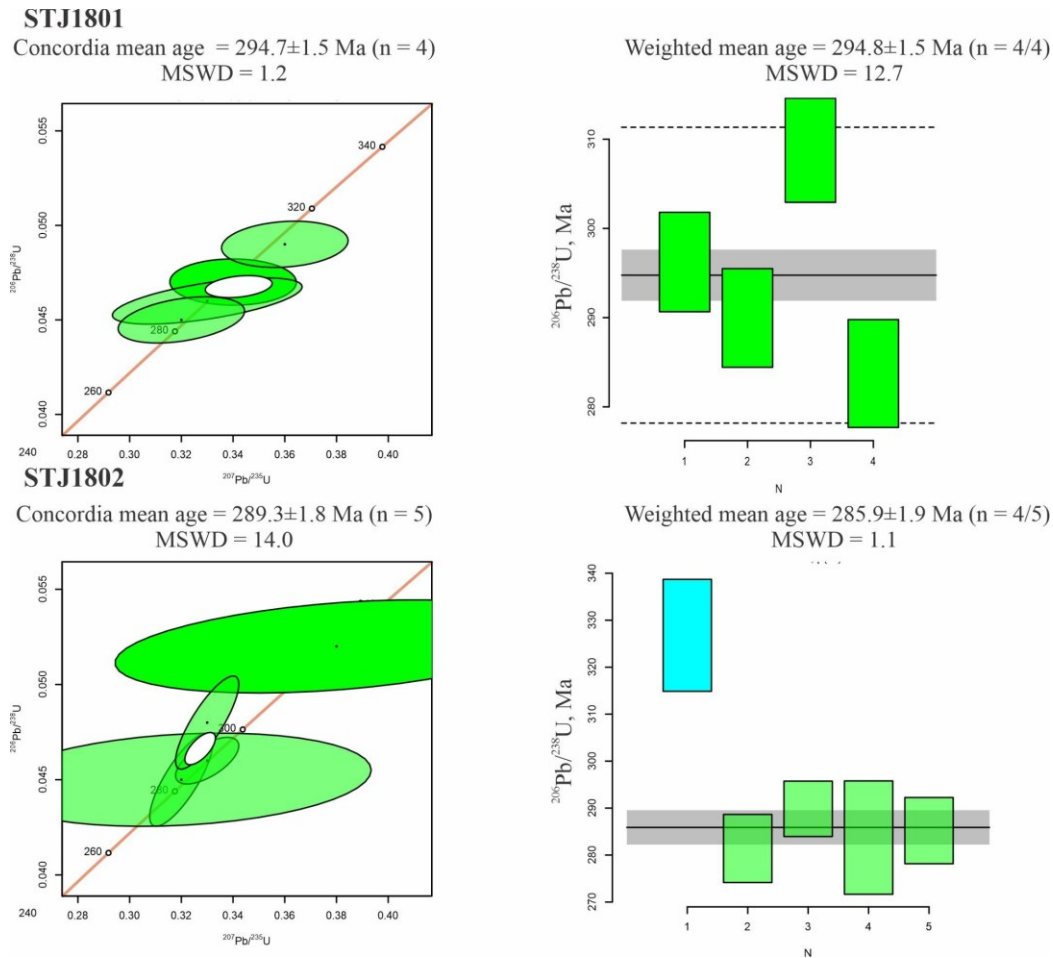 STJ1801
Concordia mean age = 294.7±1.5 Ma (n = 4)
MSWD = 1.2
0.055
0.050
0.045
0.040
²⁰⁶Pb/²³⁸U
340
320
280
260
240
0.28 0.30 0.32 0.34 0.36 0.38 0.40
²⁰⁷Pb/²³⁵U
Weighted mean age = 294.8±1.5 Ma (n = 4/4)
MSWD = 12.7
310
300
290
280
²⁰⁶Pb/²³⁸U, Ma
1 2 3 4
N
STJ1802
Concordia mean age = 289.3±1.8 Ma (n = 5)
MSWD = 14.0
0.055
0.050
0.045
0.040
²⁰⁶Pb/²³⁸U
300
280
260
240
0.28 0.30 0.32 0.34 0.36 0.38 0.40
²⁰⁷Pb/²³⁵U
Weighted mean age = 285.9±1.9 Ma (n = 4/5)
MSWD = 1.1
340
330
320
310
300
290
280
270
²⁰⁶Pb/²³⁸U, Ma
1 2 3 4 5
N